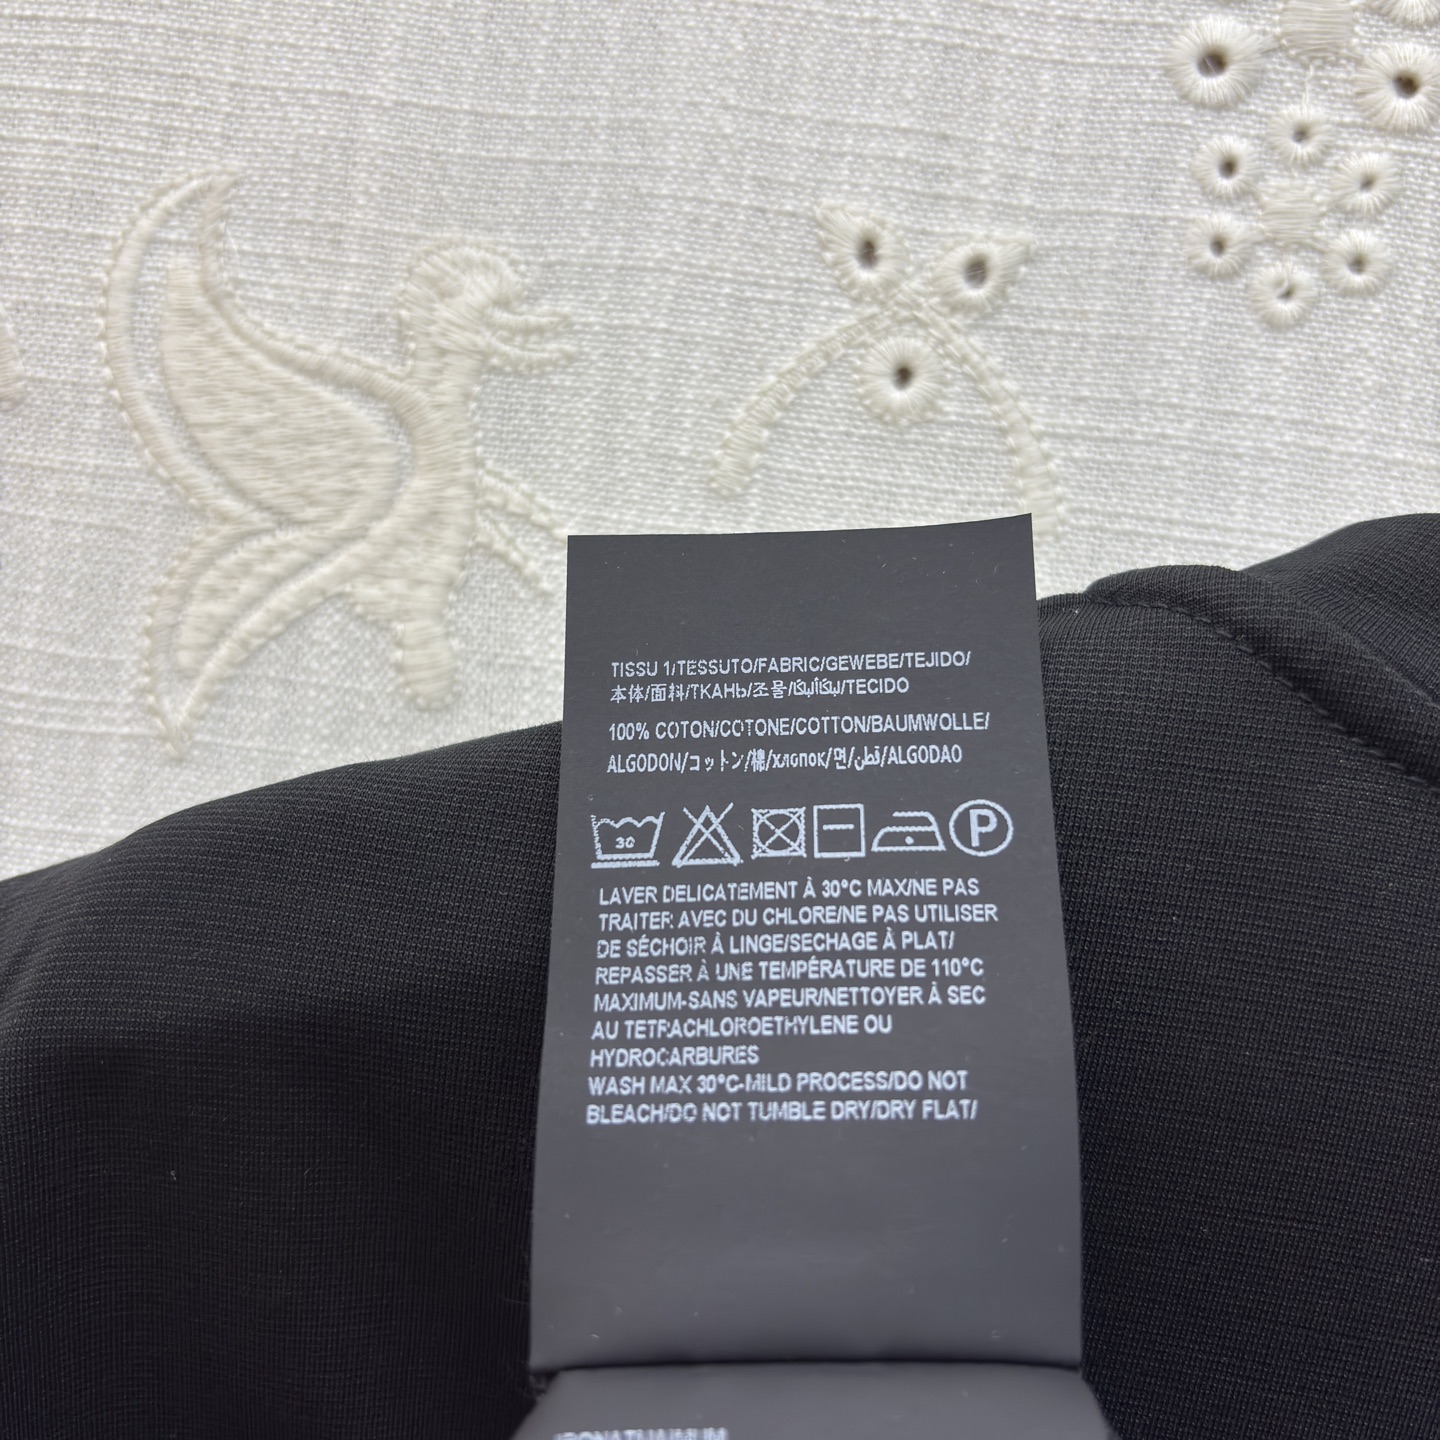 TISSU 1/TESSUTO/FABRIC/GEWEBE/TEJIDO/
本体/面料/TKAHb/조물/TECIDO
100% COTON/COTONE/COTTON/BAUMWOLLE/
ALGODON/コットン/棉/хлопок/면/قطن/ALGODAO
30 P
LAVER DELICATEMENT À 30°C MAX/NE PAS
TRAITER AVEC DU CHLORE/NE PAS UTILISER
DE SÉCHOIR À LINGE/SECHAGE À PLAT/
REPASSER À UNE TEMPÉRATURE DE 110°C
MAXIMUM-SANS VAPEUR/NETTOYER À SEC
AU TETRACHLOROETHYLENE OU
HYDROCARBURES
WASH MAX 30°C-MILD PROCESS/DO NOT
BLEACH/DO NOT TUMBLE DRY/DRY FLAT/